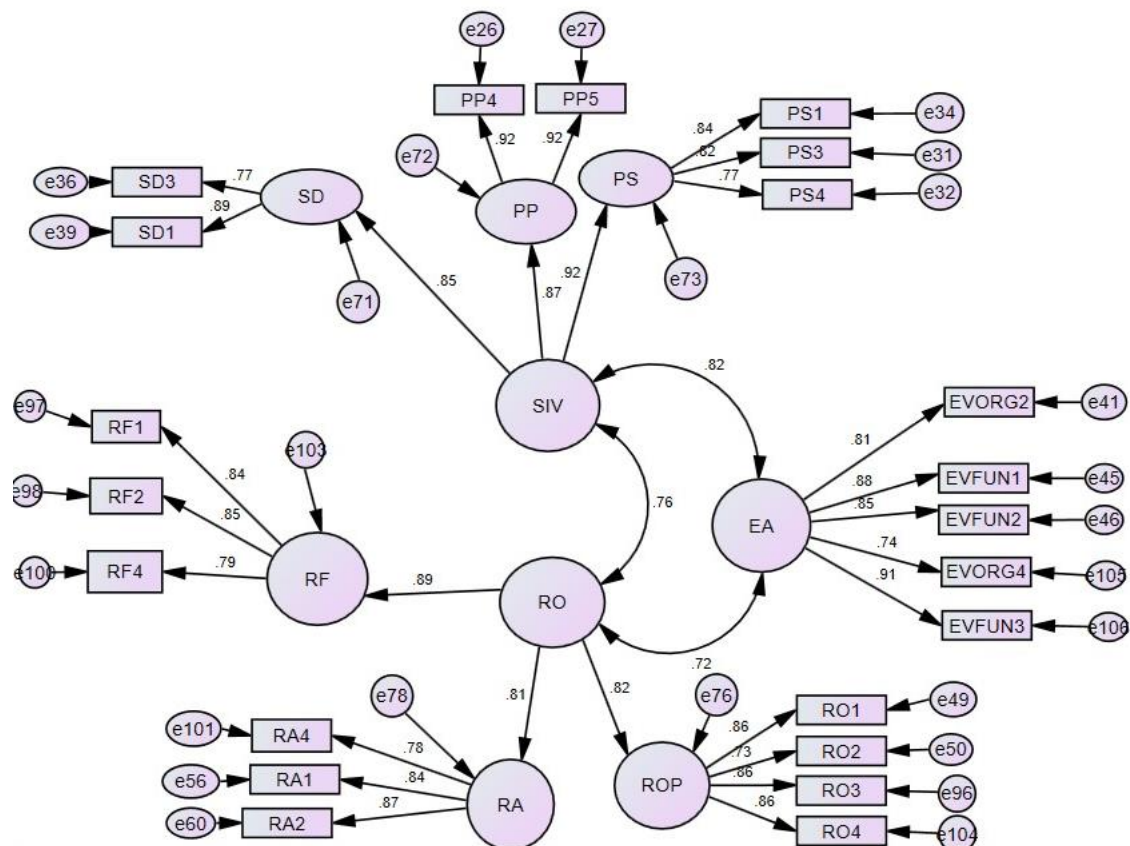 e26
e27
PP4
PP5
PS1
e34
.84
.92
.92
.82
e72
PS3
e31
e36
SD3
.77
SD
PP
PS
.77
PS4
e32
.89
e39
SD1
e71
.85
.87
.92
e73
SIV
.82
e97
RF1
e103
EVORG2
e41
.84
.81
e98
RF2
.85
.76
EA
.88
EVFUN1
e45
.85
EVFUN2
e46
e100
RF4
.79
RF
.89
RO
.74
EVORG4
e105
.91
EVFUN3
e106
.72
e78
.81
.82
e76
RO1
e49
e101
RA4
.86
.78
.73
RO2
e50
e56
RA1
.84
RA
ROP
.86
RO3
e96
e60
RA2
.87
.86
RO4
e104